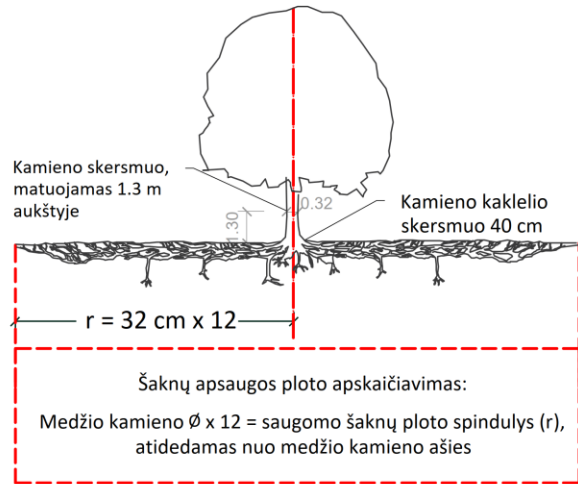 Kamieno skersmuo,
matuojamas 1.3 m
aukštyje
0.32
1.30
Kamieno kaklelio
skersmuo 40 cm
r = 32 cm x 12
Šaknų apsaugos ploto apskaičiavimas:
Medžio kamieno Ø x 12 = saugomo šaknų ploto spindulys (r),
atidedamas nuo medžio kamieno ašies